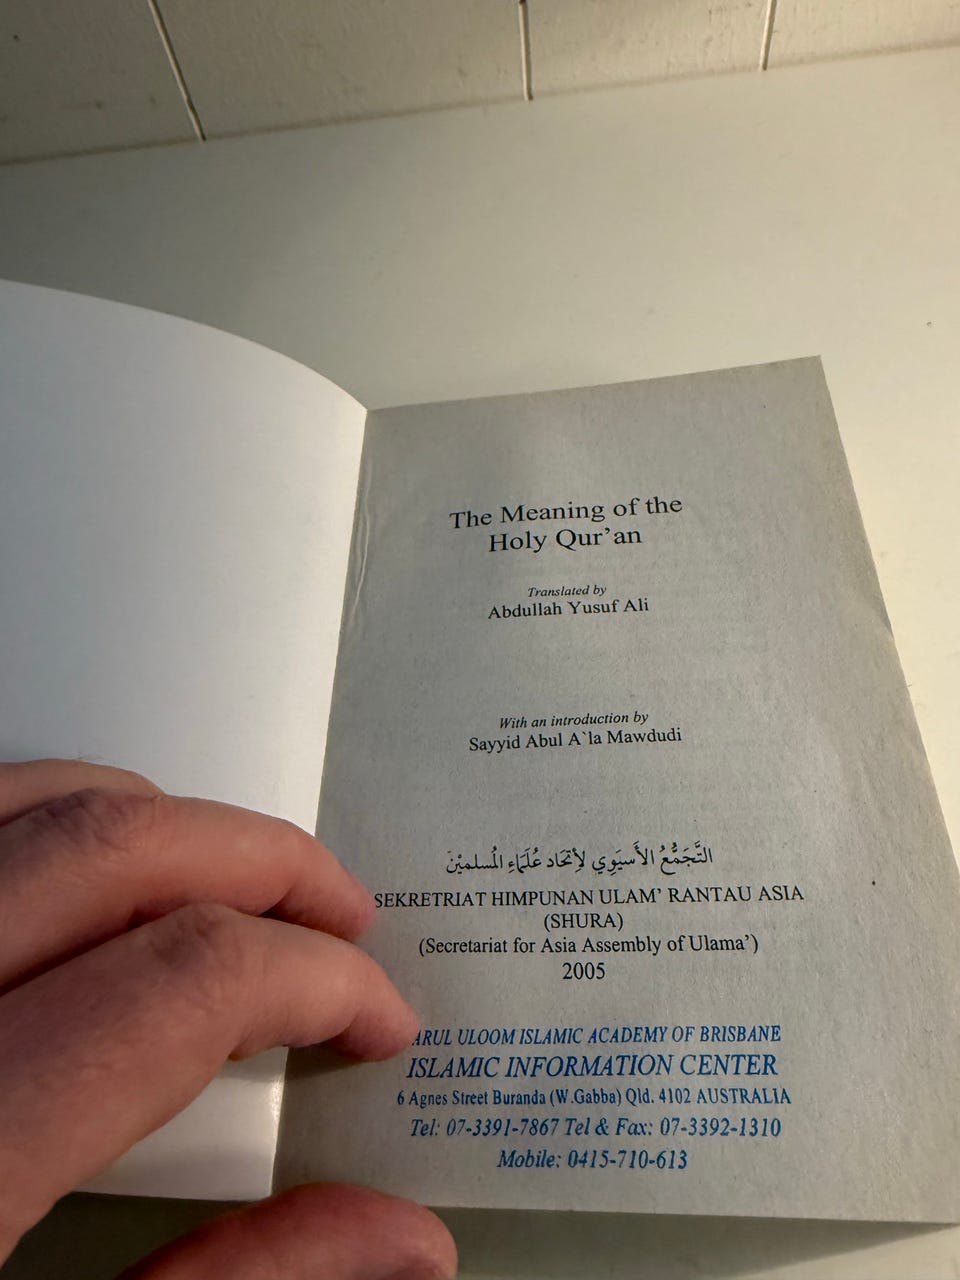 The Meaning of the
Holy Qur’an
Translated by
Abdullah Yusuf Ali
With an introduction by
Sayyid Abul A`la Mawdudi
التَّجَمُّعُ الأَسيَوِي لِإتحَاد عُلَمَاءِ المُسلمِيْنَ
SEKRETRIAT HIMPUNAN ULAM’ RANTAU ASIA
(SHURA)
(Secretariat for Asia Assembly of Ulama’)
2005
ULOOM ISLAMIC ACADEMY OF BRISBANE
ISLAMIC INFORMATION CENTER
6 Agnes Street Buranda (W.Gabba) Qld. 4102 AUSTRALIA
Tel: 07-3391-7867 Tel & Fax: 07-3392-1310
Mobile: 0415-710-613